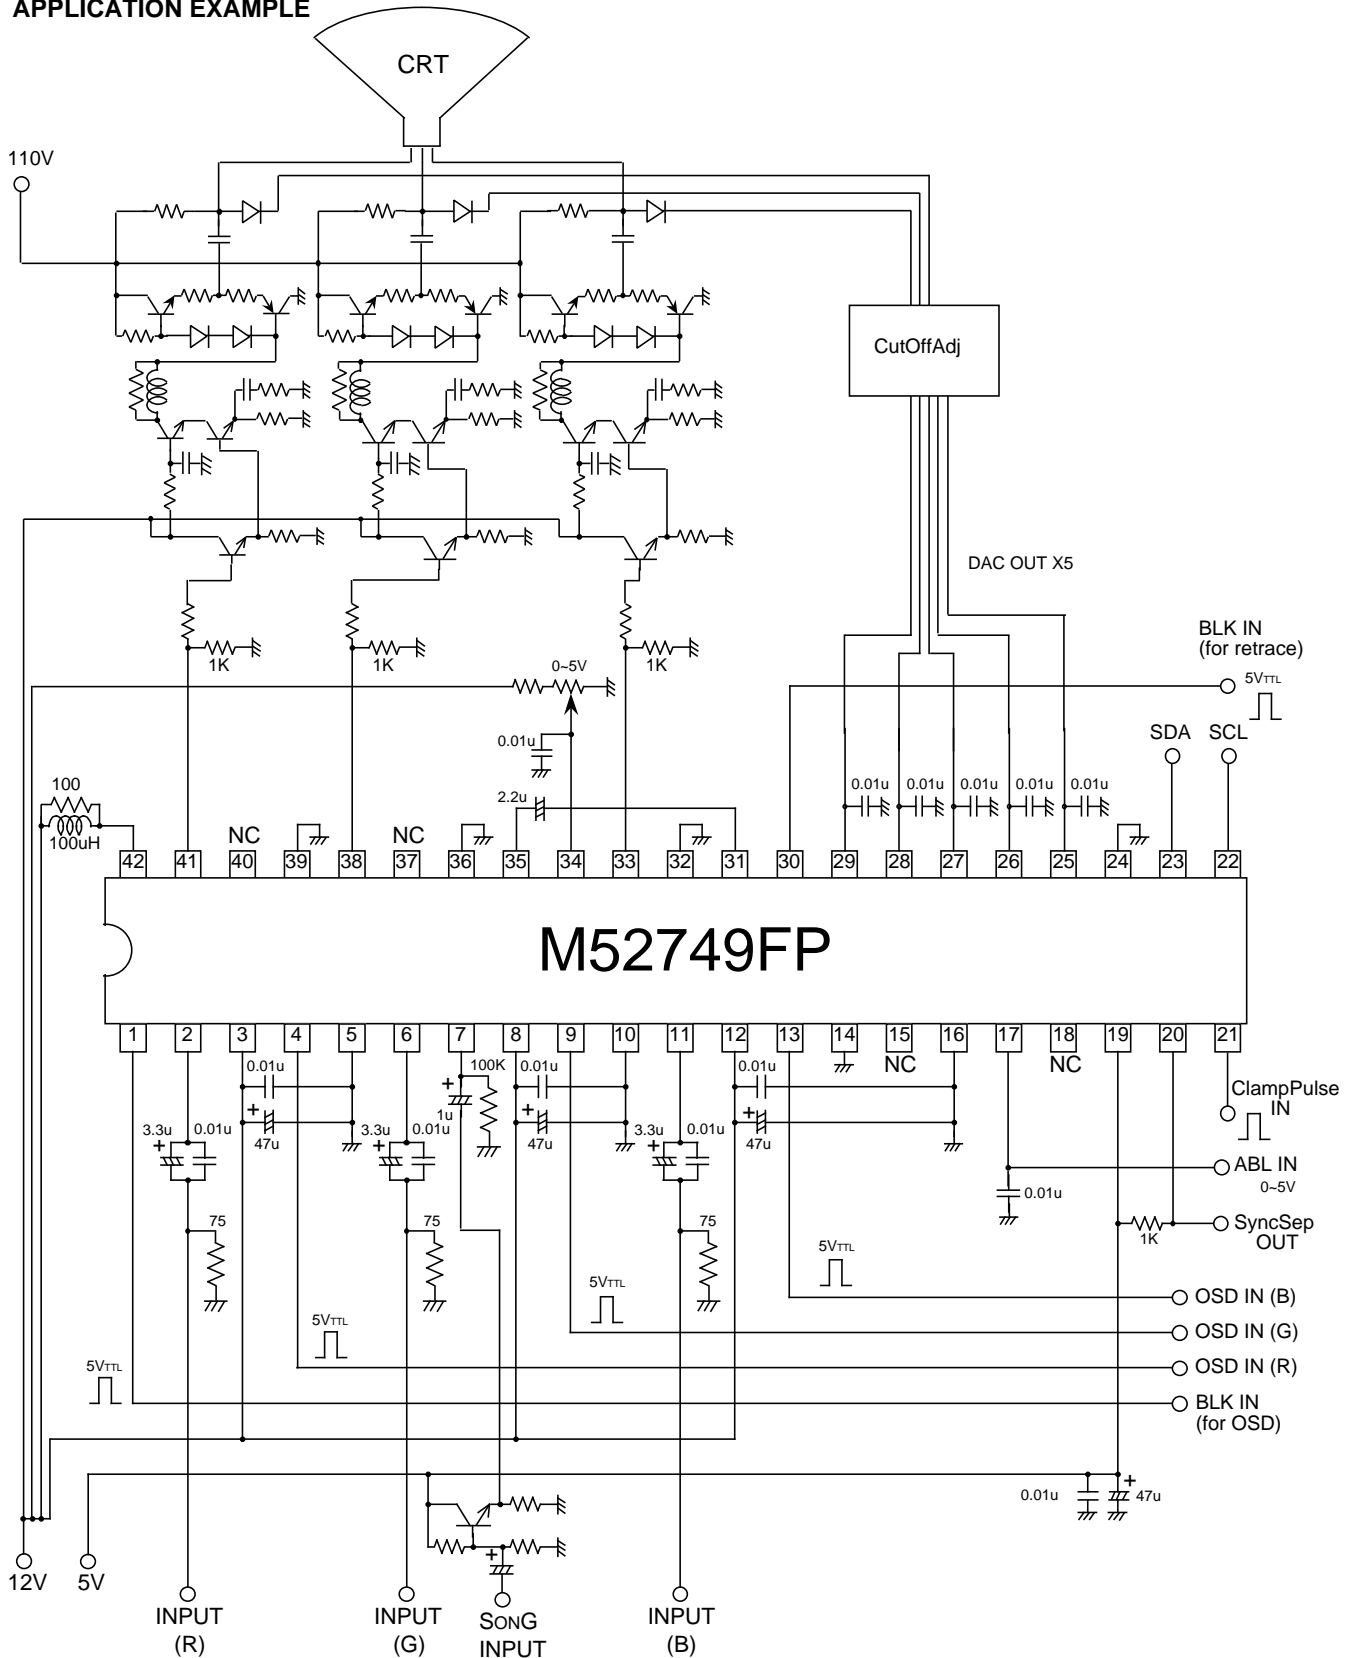 APPLICATION EXAMPLE
CRT
110V
CutOffAdj
DAC OUT X5
BLK IN
(for retrace)
5VTTL
1K
1K
1K
0~5V
0.01u
SDA
SCL
2.2u
0.01u
0.01u
0.01u
0.01u
0.01u
100
100uH
NC
NC
42
41
40
39
38
37
36
35
34
33
32
31
30
29
28
27
26
25
24
23
22
M52749FP
1
2
3
4
5
6
7
8
9
10
11
12
13
14
15
16
17
18
19
20
21
NC
NC
0.01u
+
47u
100K
+
1u
0.01u
+
47u
0.01u
+
47u
3.3u
+
0.01u
3.3u
+
0.01u
3.3u
+
0.01u
ClampPulse
IN
ABL IN
0~5V
0.01u
75
75
75
1K
SyncSep
OUT
5VTTL
5VTTL
5VTTL
5VTTL
OSD IN (B)
OSD IN (G)
OSD IN (R)
BLK IN
(for OSD)
0.01u
+
47u
+
12V
5V
INPUT
(R)
INPUT
(G)
SONG
INPUT
INPUT
(B)